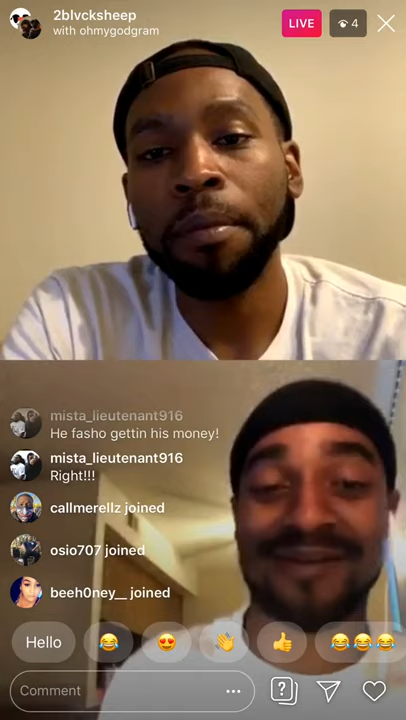 2blvcksheep
with ohmygodgram
LIVE
4
mista_lieutenant916
He fasho gettin his money!
mista_lieutenant916
Right!!!
callmerellz joined
osio707 joined
beeh0ney__ joined
Hello
Comment